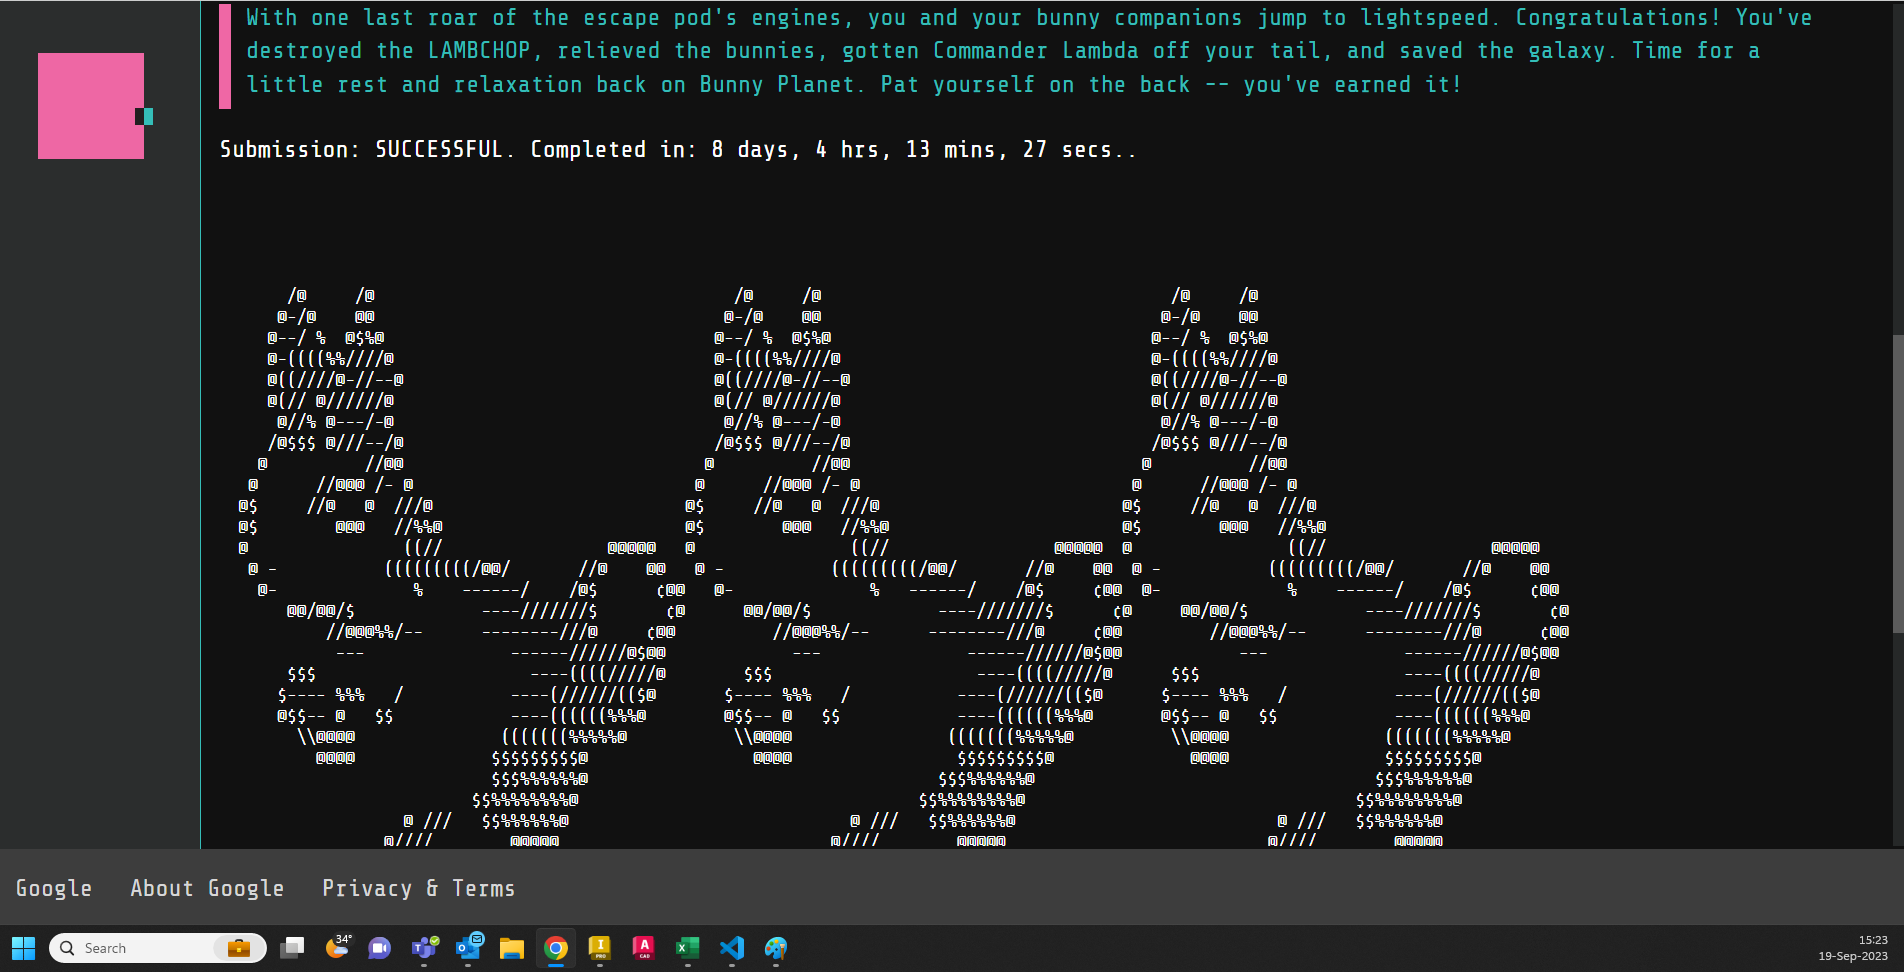 With one last roar of the escape pod's engines, you and your bunny companions jump to lightspeed. Congratulations! You've
destroyed the LAMBCHOP, relieved the bunnies, gotten Commander Lambda off your tail, and saved the galaxy. Time for a
little rest and relaxation back on Bunny Planet. Pat yourself on the back -- you've earned it!
Submission: SUCCESSFUL. Completed in: 8 days, 4 hrs, 13 mins, 27 secs..
Google About Google Privacy & Terms
Search
34°
15:23
19-Sep-2023